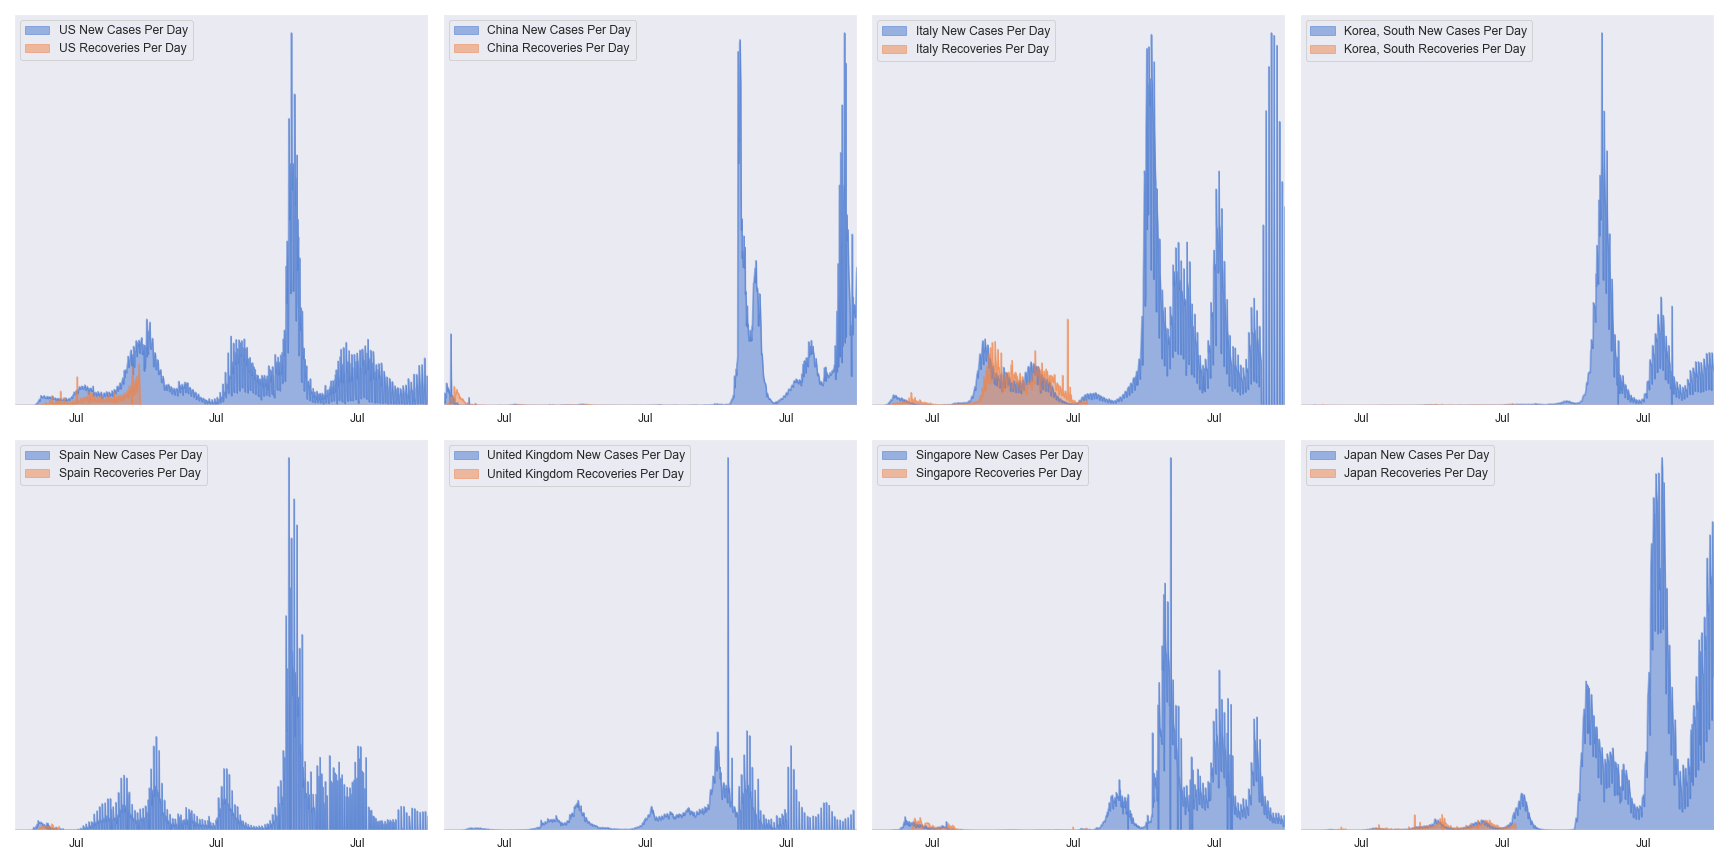 US New Cases Per Day
US Recoveries Per Day
Jul
Jul
Jul
China New Cases Per Day
China Recoveries Per Day
Jul
Jul
Jul
Italy New Cases Per Day
Italy Recoveries Per Day
Jul
Jul
Jul
Korea, South New Cases Per Day
Korea, South Recoveries Per Day
Jul
Jul
Jul
Spain New Cases Per Day
Spain Recoveries Per Day
Jul
Jul
Jul
United Kingdom New Cases Per Day
United Kingdom Recoveries Per Day
Jul
Jul
Jul
Singapore New Cases Per Day
Singapore Recoveries Per Day
Jul
Jul
Jul
Japan New Cases Per Day
Japan Recoveries Per Day
Jul
Jul
Jul